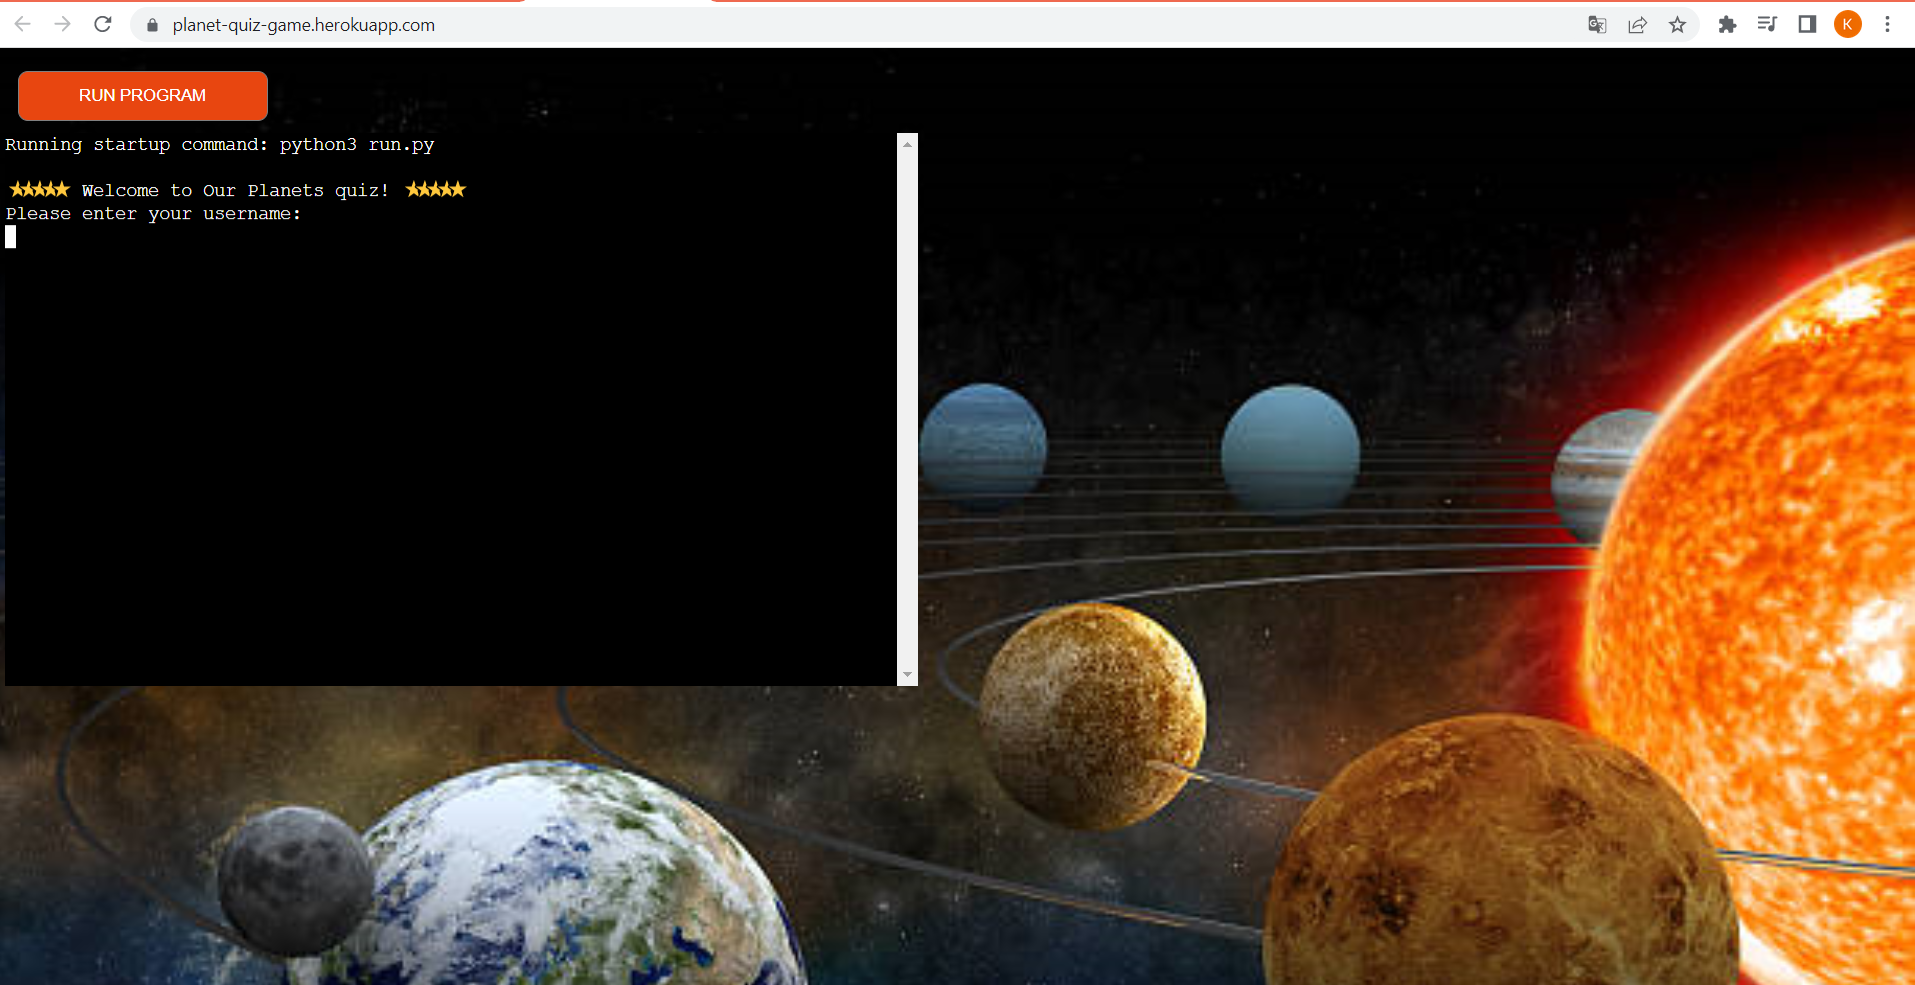 planet-quiz-game.herokuapp.com
K
RUN PROGRAM
Running startup command: python3 run.py
⭐⭐⭐⭐⭐ Welcome to Our Planets quiz! ⭐⭐⭐⭐⭐
Please enter your username: